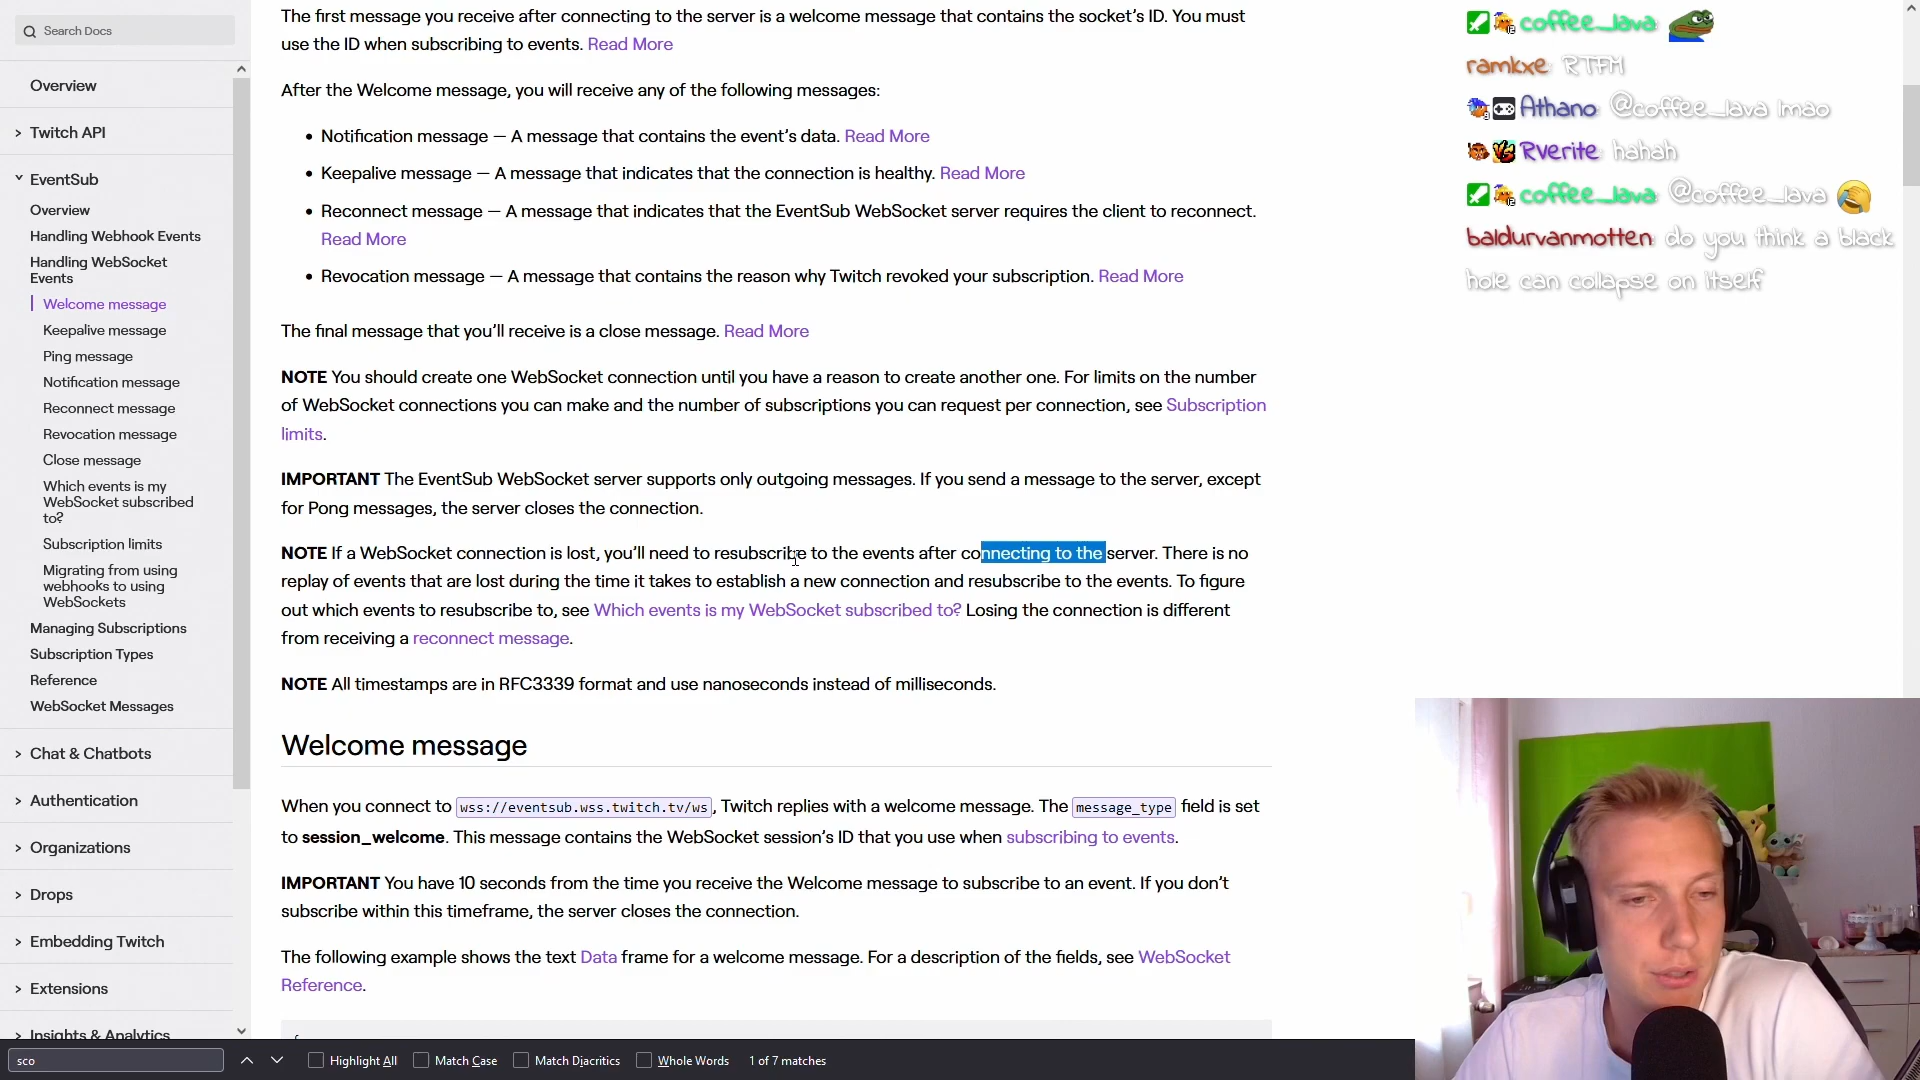 Search Docs
Overview
Twitch API
EventSub
Overview
Handling Webhook Events
Handling WebSocket
Events
Welcome message
Keepalive message
Ping message
Notification message
Reconnect message
Revocation message
Close message
Which events is my
WebSocket subscribed
to?
Subscription limits
Migrating from using
webhooks to using
WebSockets
Managing Subscriptions
Subscription Types
Reference
WebSocket Messages
Chat & Chatbots
Authentication
Organizations
Drops
Embedding Twitch
Extensions
Insights & Analytics
The first message you receive after connecting to the server is a welcome message that contains the socket's ID. You must
use the ID when subscribing to events. Read More
After the Welcome message, you will receive any of the following messages:
• Notification message — A message that contains the event's data. Read More
• Keepalive message — A message that indicates that the connection is healthy. Read More
• Reconnect message — A message that indicates that the EventSub WebSocket server requires the client to reconnect.
Read More
• Revocation message — A message that contains the reason why Twitch revoked your subscription. Read More
The final message that you'll receive is a close message. Read More
NOTE You should create one WebSocket connection until you have a reason to create another one. For limits on the number
of WebSocket connections you can make and the number of subscriptions you can request per connection, see Subscription
limits.
IMPORTANT The EventSub WebSocket server supports only outgoing messages. If you send a message to the server, except
for Pong messages, the server closes the connection.
NOTE If a WebSocket connection is lost, you'll need to resubscribe to the events after connecting to the server. There is no
replay of events that are lost during the time it takes to establish a new connection and resubscribe to the events. To figure
out which events to resubscribe to, see Which events is my WebSocket subscribed to? Losing the connection is different
from receiving a reconnect message.
NOTE All timestamps are in RFC3339 format and use nanoseconds instead of milliseconds.
Welcome message
When you connect to wss://eventsub.wss.twitch.tv/ws, Twitch replies with a welcome message. The message_type field is set
to session_welcome. This message contains the WebSocket session's ID that you use when subscribing to events.
IMPORTANT You have 10 seconds from the time you receive the Welcome message to subscribe to an event. If you don't
subscribe within this timeframe, the server closes the connection.
The following example shows the text Data frame for a welcome message. For a description of the fields, see WebSocket
Reference.
{
coffee_lava
ramkxe RTFM
Athano @coffee_lava lmao
Rverite hahah
coffee_lava @coffee_lava
baldurvanmotten do you think a black
hole can collapse on itself
sco
Highlight All
Match Case
Match Diacritics
Whole Words
1 of 7 matches